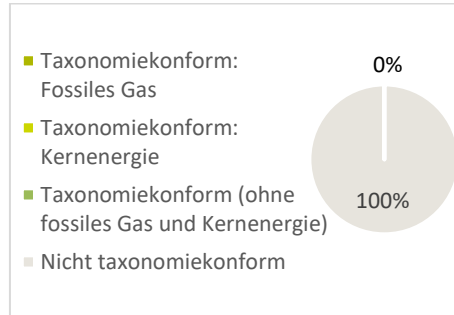 Taxonomiekonform:
Fossiles Gas
Taxonomiekonform:
Kernenergie
Taxonomiekonform (ohne
fossiles Gas und Kernenergie)
Nicht taxonomiekonform
0%
100%